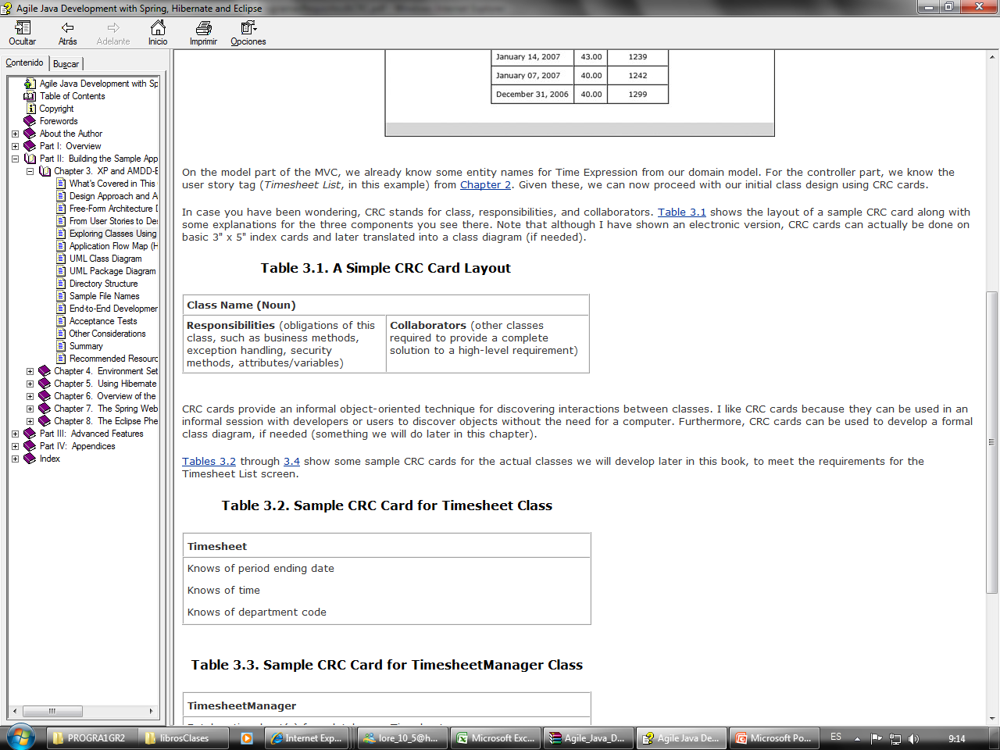 Agile Java Development with Spring, Hibernate and Eclipse
Ocultar
Atrás
Adelante
Inicio
Imprimir
Opciones
Contenido
Buscar
Agile Java Development with Sp
Table of Contents
Copyright
Forewords
About the Author
Part I: Overview
Part II: Building the Sample App
Chapter 3. XP and AMDD-E
What's Covered in This
Design Approach and A
Free-Form Architecture D
From User Stories to Des
Exploring Classes Using
Application Flow Map (H
UML Class Diagram
UML Package Diagram
Directory Structure
Sample File Names
End-to-End Developmer
Acceptance Tests
Other Considerations
Summary
Recommended Resourc
Chapter 4. Environment Set
Chapter 5. Using Hibernate
Chapter 6. Overview of the
Chapter 7. The Spring Web
Chapter 8. The Eclipse Phe
Part III: Advanced Features
Part IV: Appendices
Index
January 14, 2007 43.00 1239
January 07, 2007 40.00 1242
December 31, 2006 40.00 1299
On the model part of the MVC, we already know some entity names for Time Expression from our domain model. For the controller part, we know the
user story tag (Timesheet List, in this example) from Chapter 2. Given these, we can now proceed with our initial class design using CRC cards.
In case you have been wondering, CRC stands for class, responsibilities, and collaborators. Table 3.1 shows the layout of a sample CRC card along with
some explanations for the three components you see there. Note that although I have shown an electronic version, CRC cards can actually be done on
basic 3" x 5" index cards and later translated into a class diagram (if needed).
Table 3.1. A Simple CRC Card Layout
Class Name (Noun)
Responsibilities (obligations of this
class, such as business methods,
exception handling, security
methods, attributes/variables)
Collaborators (other classes
required to provide a complete
solution to a high-level requirement)
CRC cards provide an informal object-oriented technique for discovering interactions between classes. I like CRC cards because they can be used in an
informal session with developers or users to discover objects without the need for a computer. Furthermore, CRC cards can be used to develop a formal
class diagram, if needed (something we will do later in this chapter).
Tables 3.2 through 3.4 show some sample CRC cards for the actual classes we will develop later in this book, to meet the requirements for the
Timesheet List screen.
Table 3.2. Sample CRC Card for Timesheet Class
Timesheet
Knows of period ending date
Knows of time
Knows of department code
Table 3.3. Sample CRC Card for TimesheetManager Class
TimesheetManager
PROGRA1GR2
librosClases
Internet Exp...
lore_10_5@h...
Microsoft Exc...
Agile_Java_D...
Agile Java De...
Microsoft Po...
ES
9:14